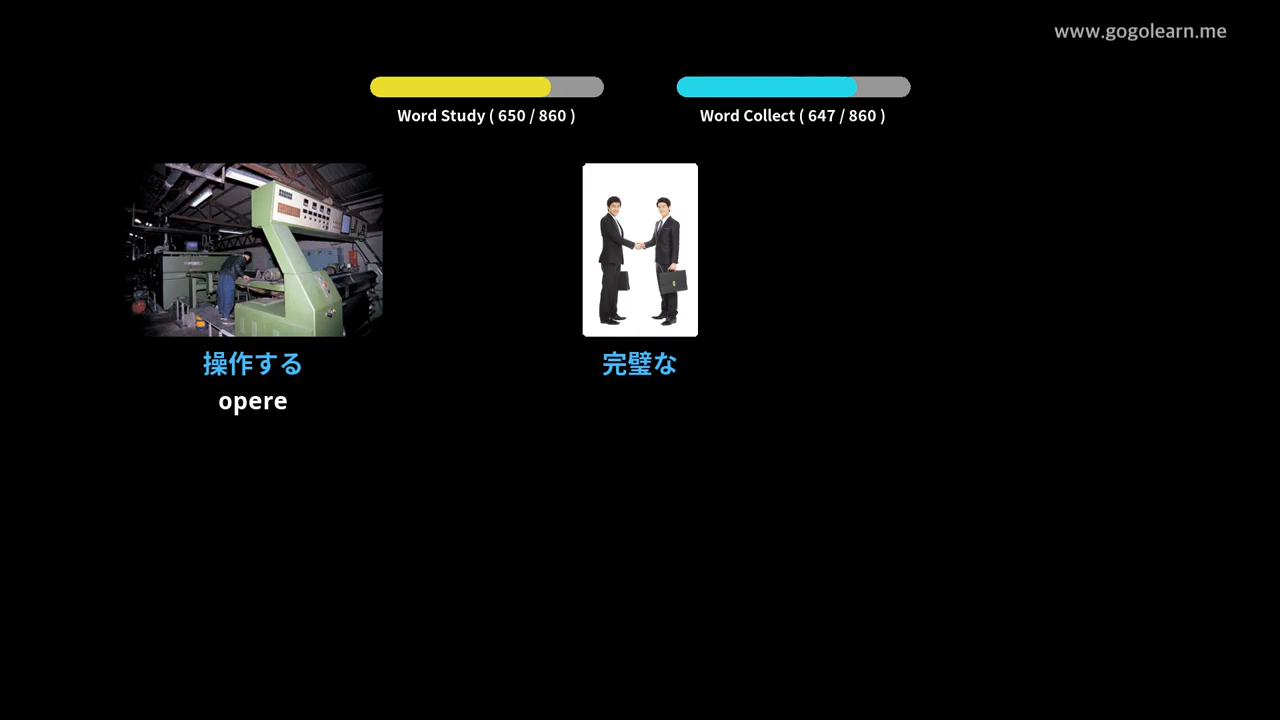 www.gogolearn.me
Word Study ( 650 / 860 )
Word Collect ( 647 / 860 )
操作する
opere
完璧な